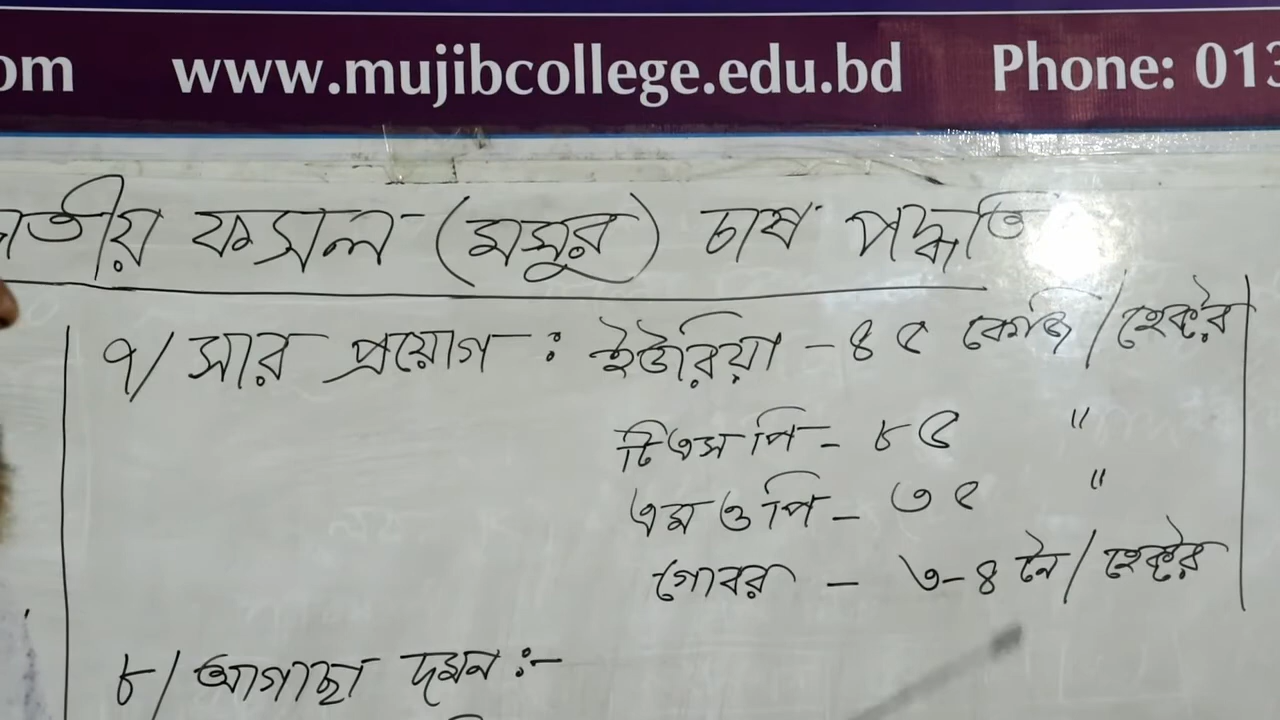 om www.mujibcollege.edu.bd Phone: 013
তীয় ফসল (মসুর) চাষ পদ্ধতি
৭/ সার প্রয়োগ : ইউরিয়া - ৪৫ কেজি/হেক্টর
টিএসপি - ৮৫ "
এমওপি - ৩৫ "
গোবর - ৩-৪ টন/হেক্টর
৮/ আগাছা দমন :-